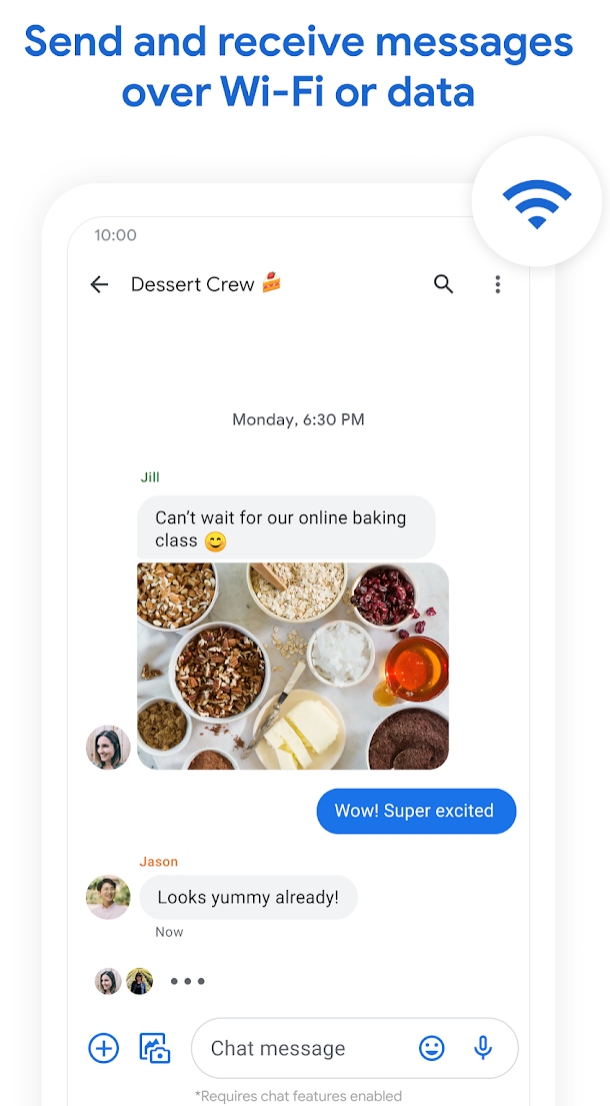 Send and receive messages
over Wi-Fi or data
10:00
Dessert Crew 🍰
Monday, 6:30 PM
Jill
Can’t wait for our online baking
class 😊
Wow! Super excited
Jason
Looks yummy already!
Now
Chat message
*Requires chat features enabled